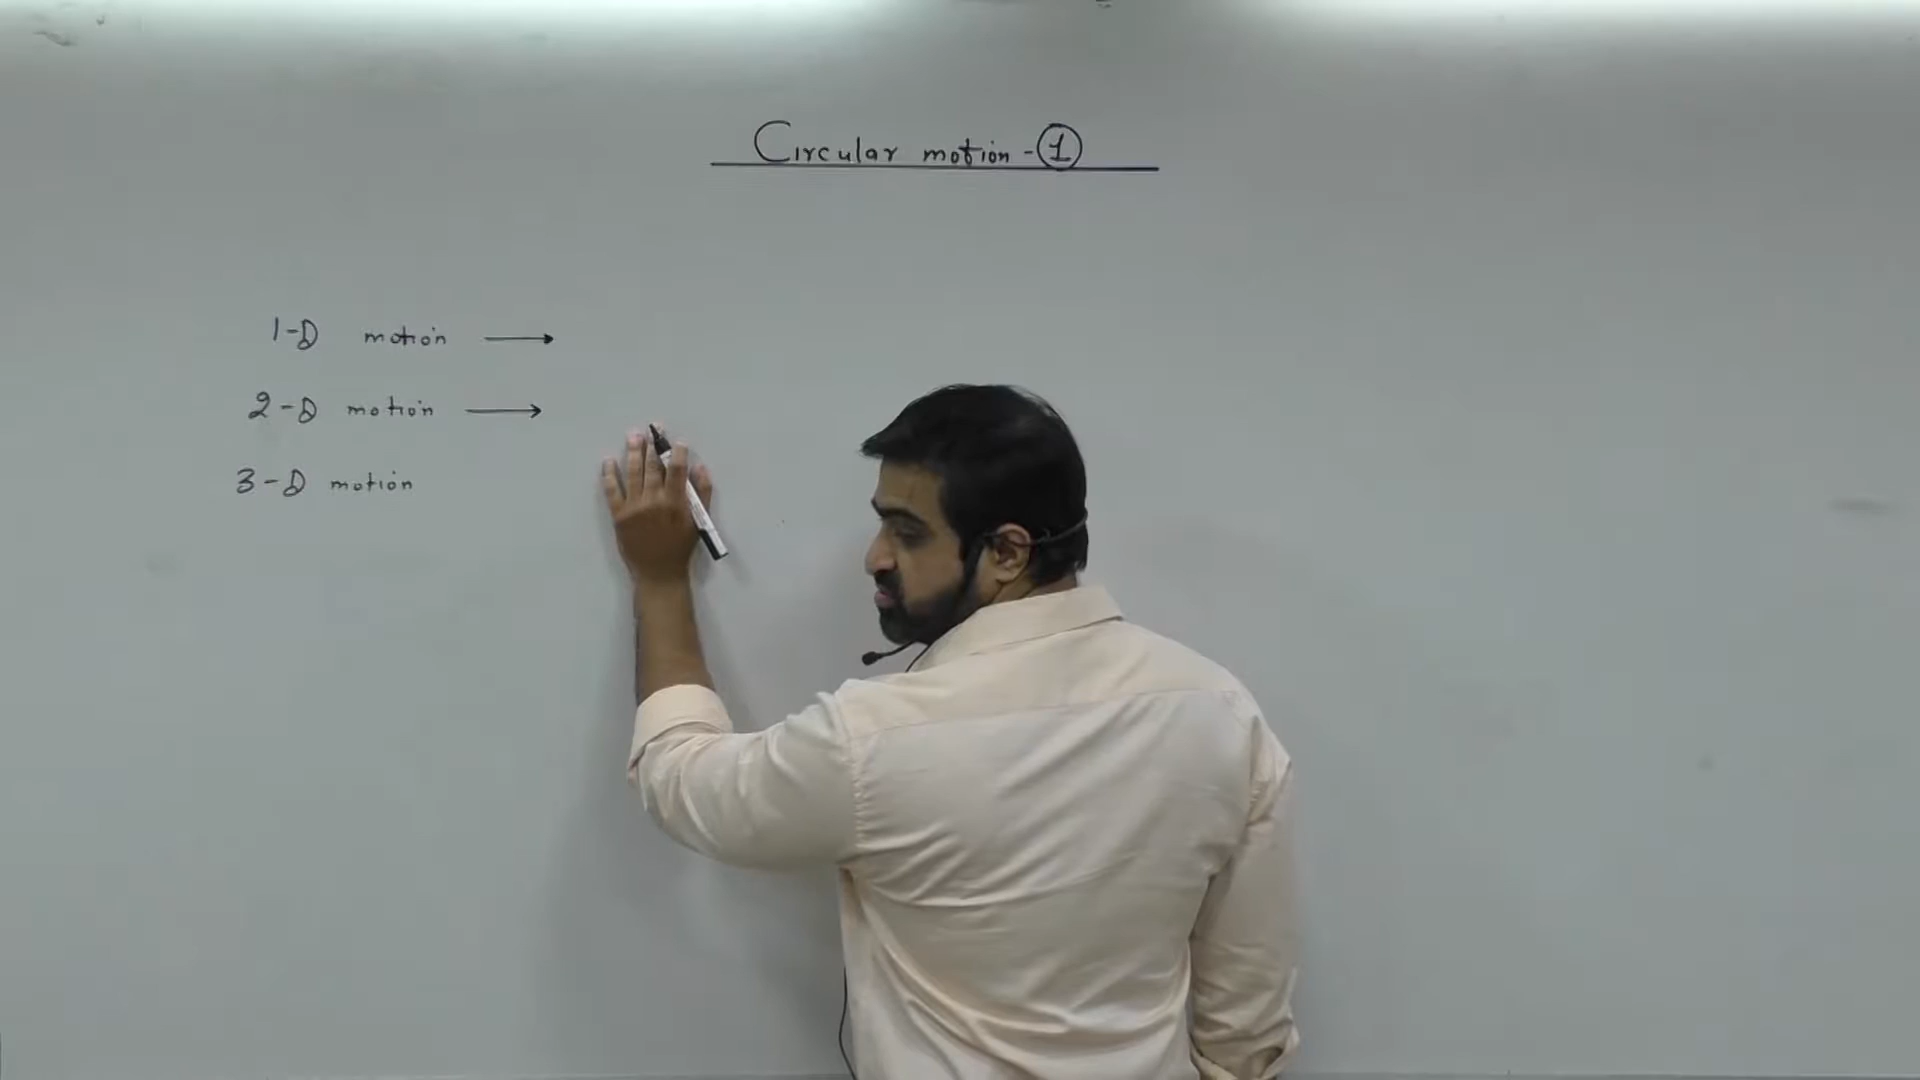 Circular motion - 1
1-D motion →
2-D motion →
3-D motion